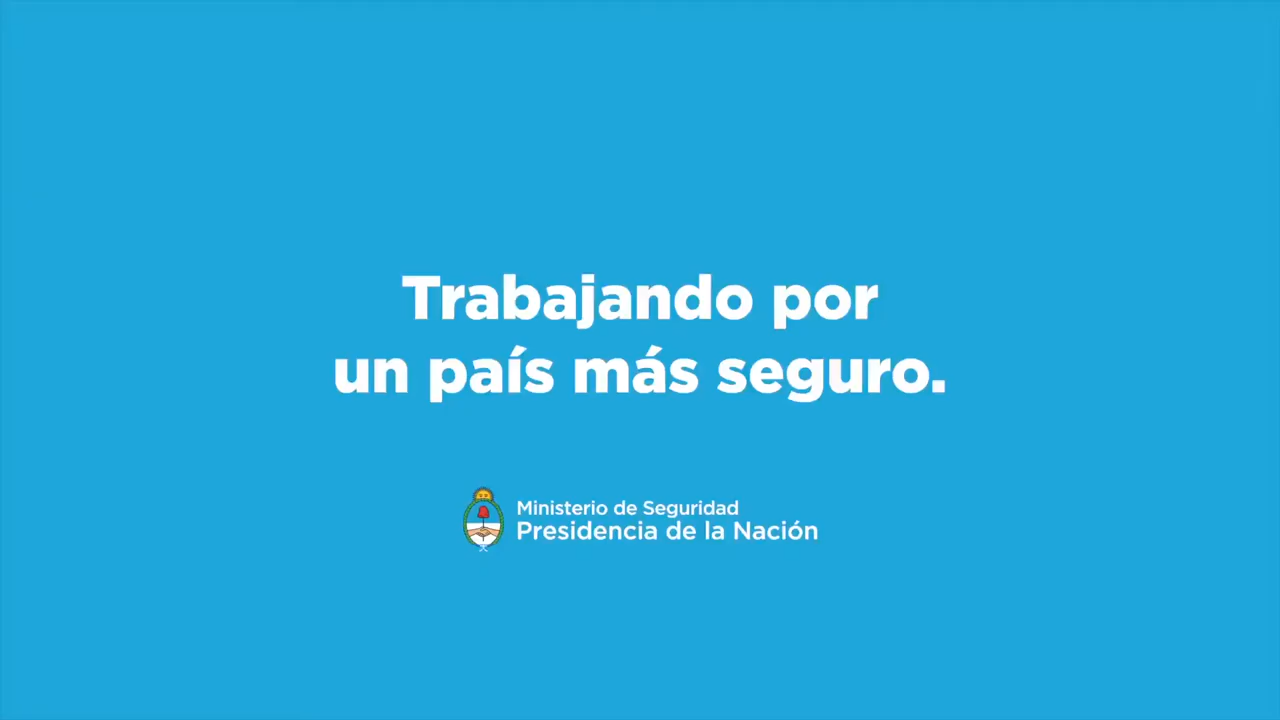 Trabajando por
un país más seguro.
Ministerio de Seguridad
Presidencia de la Nación